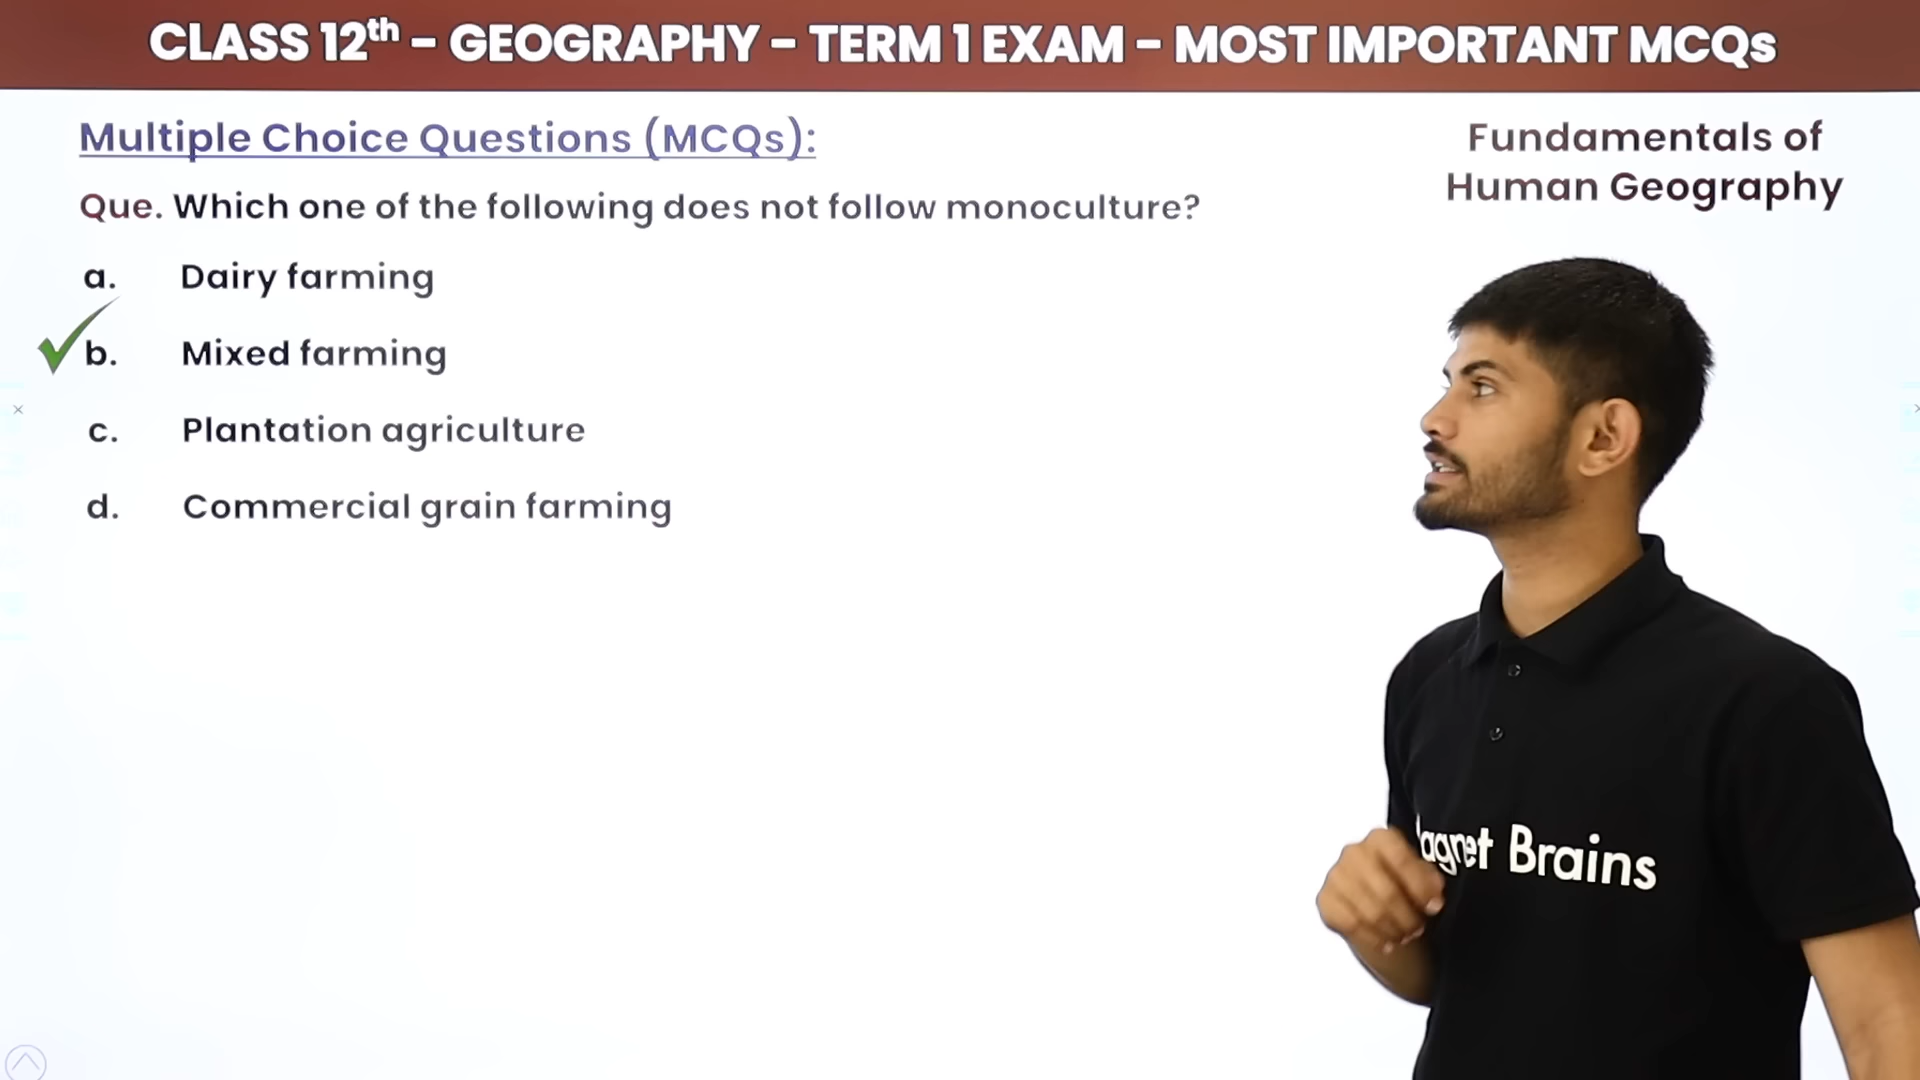 CLASS 12th - GEOGRAPHY - TERM 1 EXAM - MOST IMPORTANT MCQs
Multiple Choice Questions (MCQs):
Fundamentals of
Human Geography
Que. Which one of the following does not follow monoculture?
a. Dairy farming
b. Mixed farming
c. Plantation agriculture
d. Commercial grain farming
agnet Brains